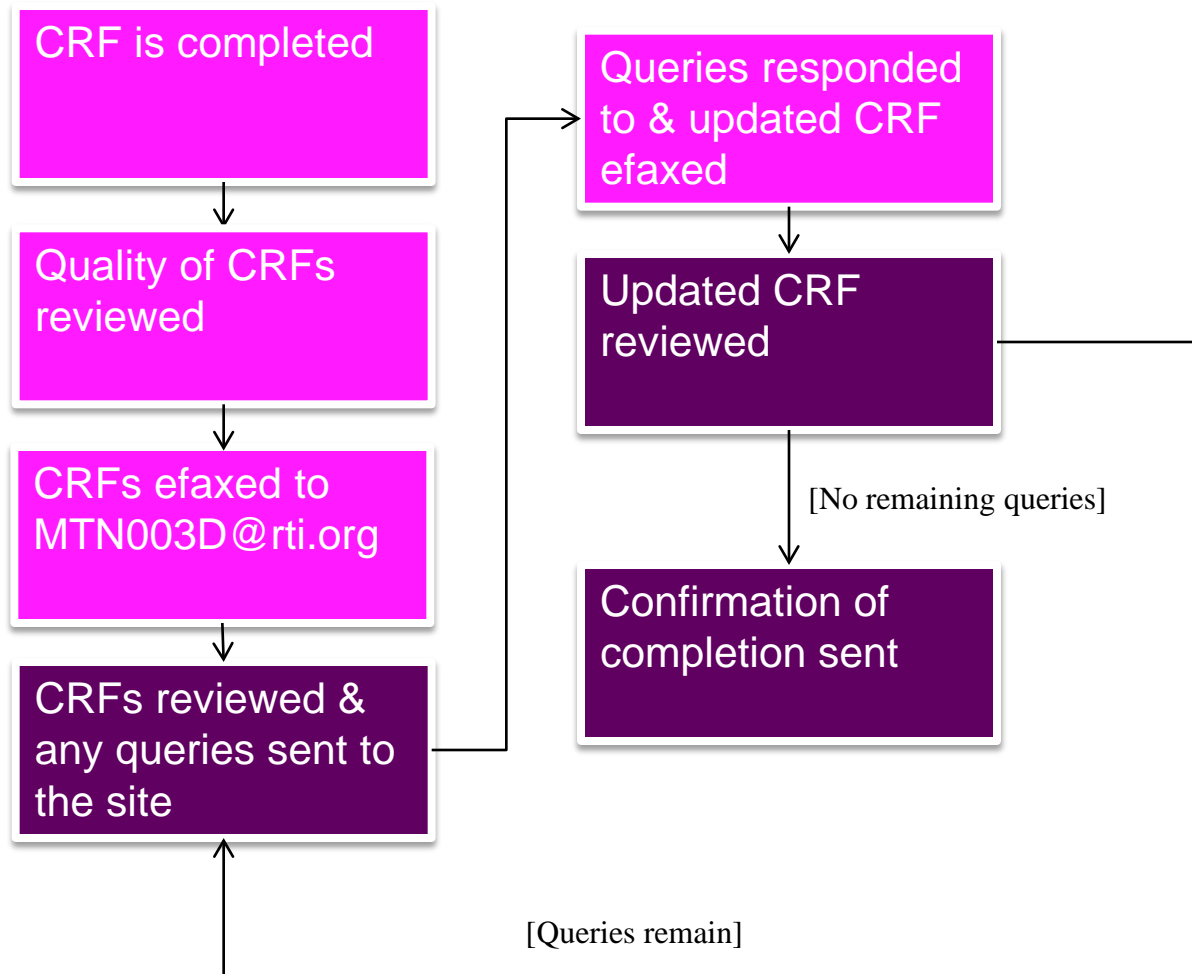 CRF is completed
Quality of CRFs
reviewed
CRFs efaxed to
MTN003D@rti.org
CRFs reviewed &
any queries sent to
the site
Queries responded
to & updated CRF
efaxed
Updated CRF
reviewed
[No remaining queries]
Confirmation of
completion sent
[Queries remain]